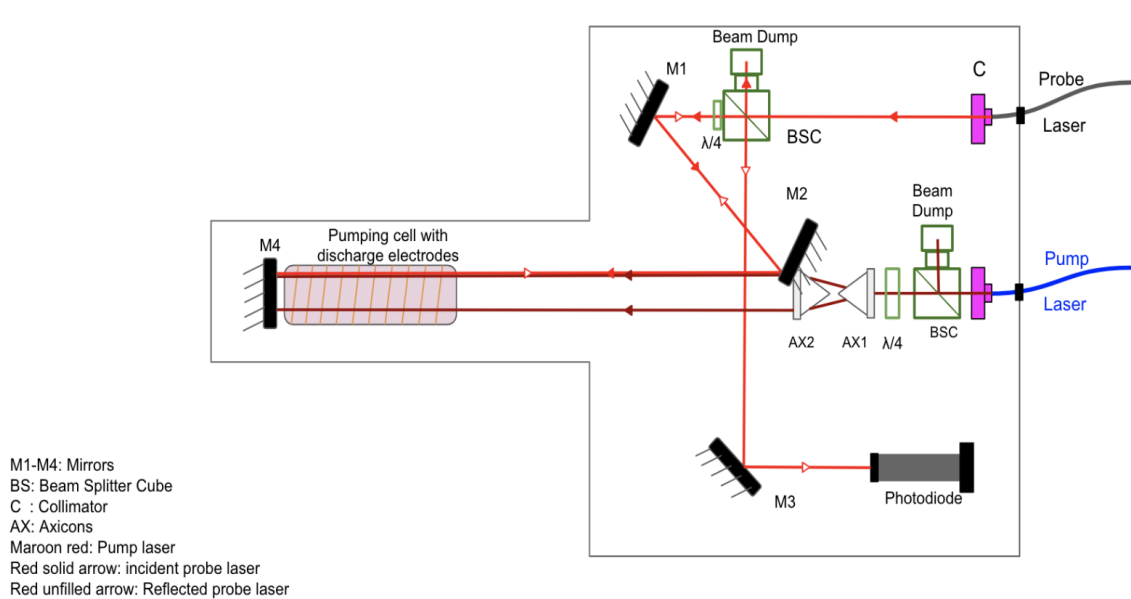 Beam Dump
M1
C
Probe
Laser
λ/4
BSC
M2
Beam
Dump
M4
Pumping cell with
discharge electrodes
Pump
Laser
AX2
AX1
λ/4
BSC
M3
Photodiode
M1-M4: Mirrors
BS: Beam Splitter Cube
C : Collimator
AX: Axicons
Maroon red: Pump laser
Red solid arrow: incident probe laser
Red unfilled arrow: Reflected probe laser